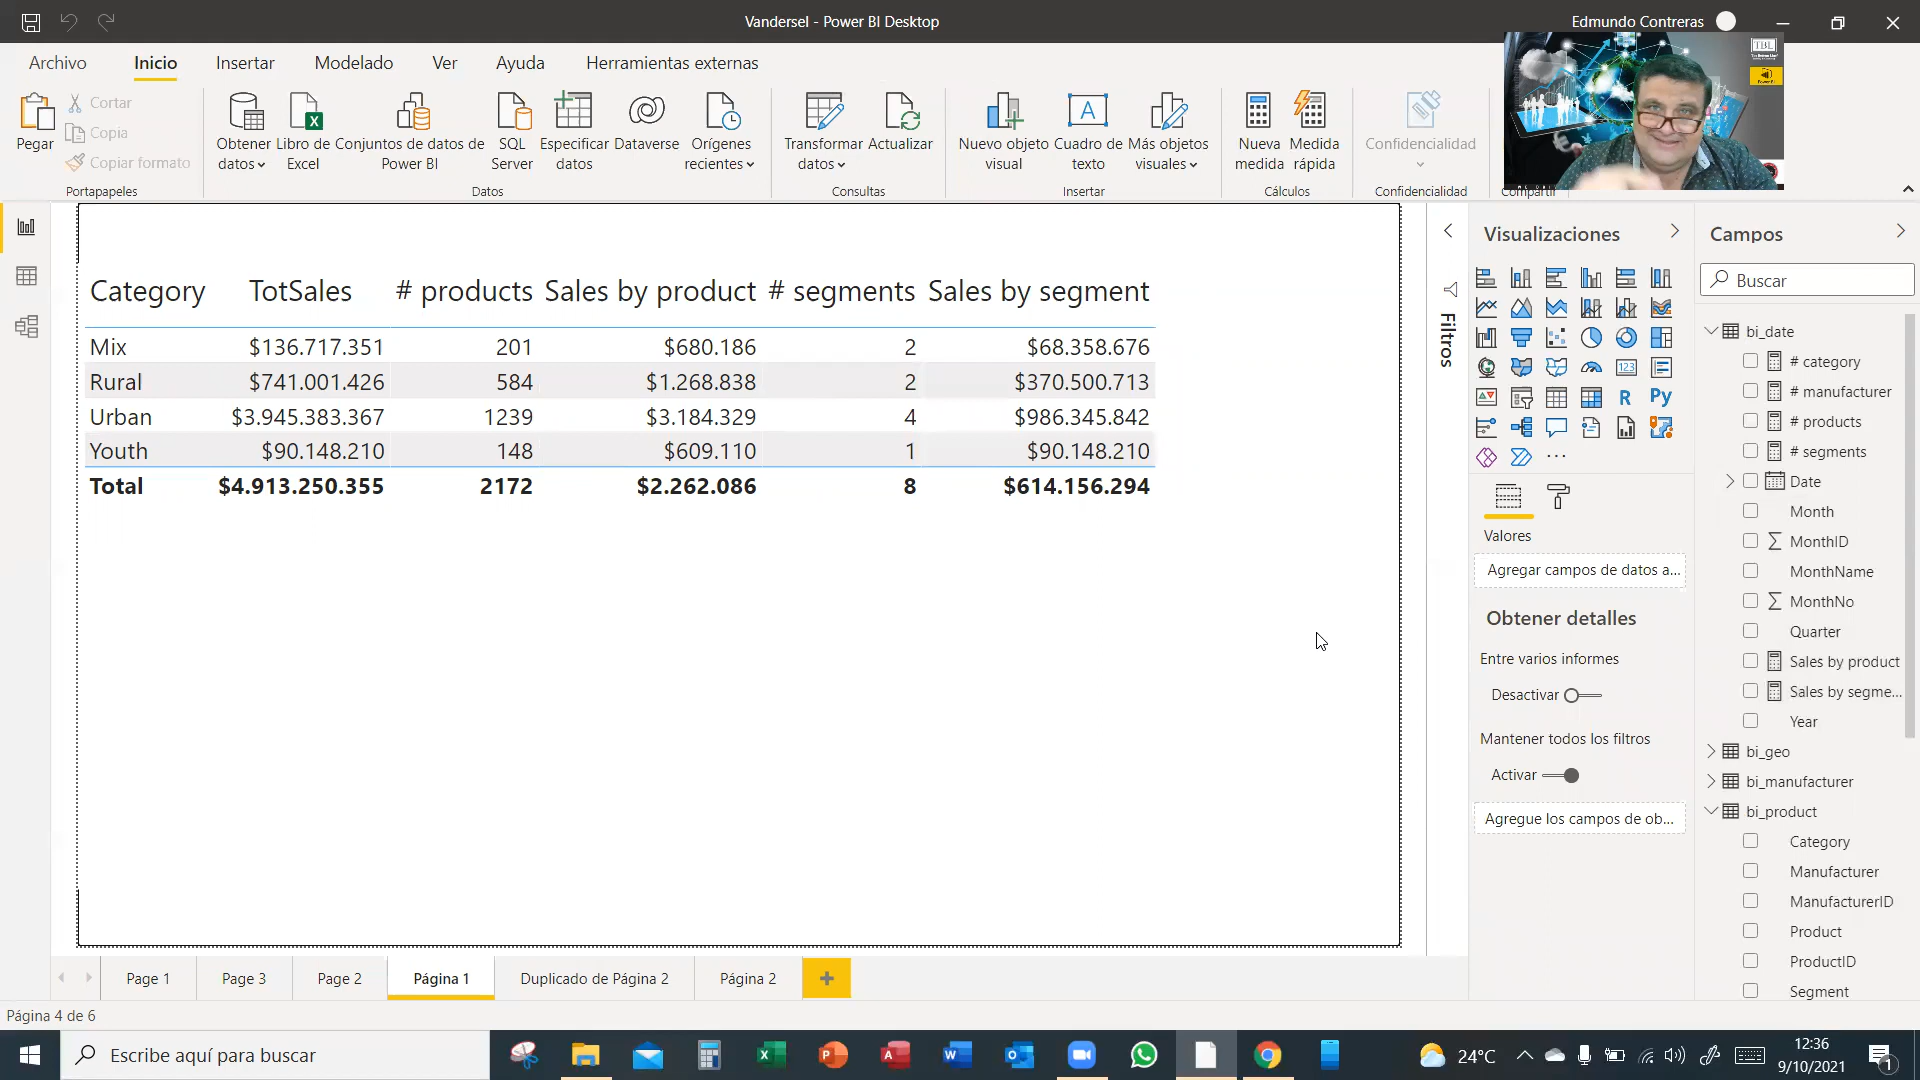 Vandersel - Power BI Desktop
Edmundo Contreras
Archivo
Inicio
Insertar
Modelado
Ver
Ayuda
Herramientas externas
Pegar
Cortar
Copia
Copiar formato
Portapapeles
Obtener datos
Libro de Excel
Conjuntos de datos de Power BI
SQL Server
Especificar datos
Dataverse
Orígenes recientes
Datos
Transformar datos
Actualizar
Consultas
Nuevo objeto visual
Cuadro de texto
Más objetos visuales
Insertar
Nueva medida
Medida rápida
Cálculos
Confidencialidad
Confidencialidad
Compartir
TBL
Category TotSales # products Sales by product # segments Sales by segment
Mix $136.717.351 201 $680.186 2 $68.358.676
Rural $741.001.426 584 $1.268.838 2 $370.500.713
Urban $3.945.383.367 1239 $3.184.329 4 $986.345.842
Youth $90.148.210 148 $609.110 1 $90.148.210
Total $4.913.250.355 2172 $2.262.086 8 $614.156.294
Filtros
Visualizaciones
123
R
Py
Valores
Agregar campos de datos a...
Obtener detalles
Entre varios informes
Desactivar
Mantener todos los filtros
Activar
Agregue los campos de ob...
Campos
Buscar
bi_date
# category
# manufacturer
# products
# segments
Date
Month
MonthID
MonthName
MonthNo
Quarter
Sales by product
Sales by segme...
Year
bi_geo
bi_manufacturer
bi_product
Category
Manufacturer
ManufacturerID
Product
ProductID
Segment
Page 1
Page 3
Page 2
Página 1
Duplicado de Página 2
Página 2
Página 4 de 6
Escribe aquí para buscar
24°C
12:36
9/10/2021
1